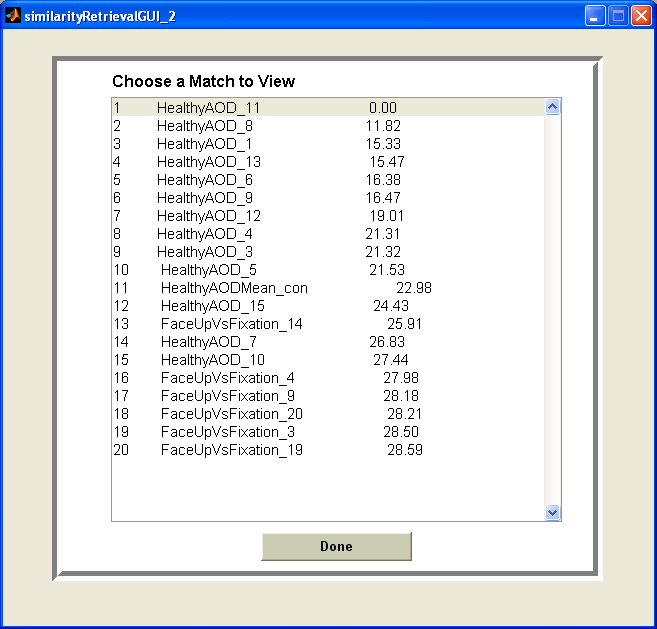 similarityRetrievalGUI_2
Choose a Match to View
1 HealthyAOD_11 0.00
2 HealthyAOD_8 11.82
3 HealthyAOD_1 15.33
4 HealthyAOD_13 15.47
5 HealthyAOD_6 16.38
6 HealthyAOD_9 16.47
7 HealthyAOD_12 19.01
8 HealthyAOD_4 21.31
9 HealthyAOD_3 21.32
10 HealthyAOD_5 21.53
11 HealthyAODMean_con 22.98
12 HealthyAOD_15 24.43
13 FaceUpVsFixation_14 25.91
14 HealthyAOD_7 26.83
15 HealthyAOD_10 27.44
16 FaceUpVsFixation_4 27.98
17 FaceUpVsFixation_9 28.18
18 FaceUpVsFixation_20 28.21
19 FaceUpVsFixation_3 28.50
20 FaceUpVsFixation_19 28.59
Done